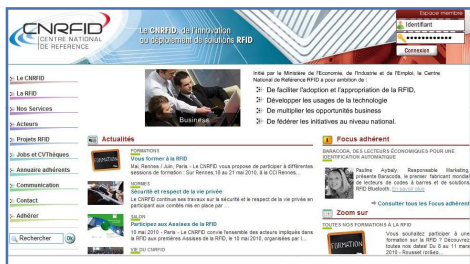 CNRFID
CENTRE NATIONAL
DE REFERENCE
Le CNRFID, de l'innovation
au déploiement de solutions RFID
Espace membre
Identifiant
Connexion
Le CNRFID
La RFID
Nos Services
Acteurs
Projets RFID
Jobs et CVThèques
Annuaire adhérents
Communication
Contact
Adhérer
Rechercher
Ok
Business
Initié par le Ministère de l'Economie, de l'Industrie et de l'Emploi, le Centre
National de Référence RFID a pour ambition de :
De faciliter l'adoption et l'appropriation de la RFID,
Développer les usages de la technologie
De multiplier les opportunités business
De fédérer les initiatives au niveau national.
Actualités
FORMATIONS
Vous former à la RFID
Mai, Rennes / Juin, Paris - Le CNRFID vous propose de participer à différentes
sessions de formation : Sur Rennes, 18 au 21 mai 2010, à la CCI Rennes...
NORMES
Sécurité et respect de la vie privée
Le CNRFID continue ses travaux sur la sécurité et le respect de la vie privée en
participant aux comités mis en place par ...
SALON
Participez aux Assises de la RFID
18 mai 2010 - Paris - Le CNRFID convie l'ensemble des acteurs impliqués dans
la RFID aux premières Assises de la RFID, le 18 mai 2010, organisées par l...
VIE DU CNRFID
Focus adhérent
BARACODA, DES LECTEURS ÉCONOMIQUES POUR UNE
IDENTIFICATION AUTOMATIQUE
Pauline Aybaly, Responsable Marketing,
présente Baracoda, le premier fabricant mondial
de lecteurs de codes à barres et de solutions
RFID Bluetooth. En savoir plus
Consulter tous les Focus adhérent
Zoom sur
TOUTES NOS FORMATIONS À LA RFID
FORMATION
Vous souhaitez participer à une
formation sur la RFID ? Découvrez
toutes nos dates! Du 8 au 11 mars
2010 -